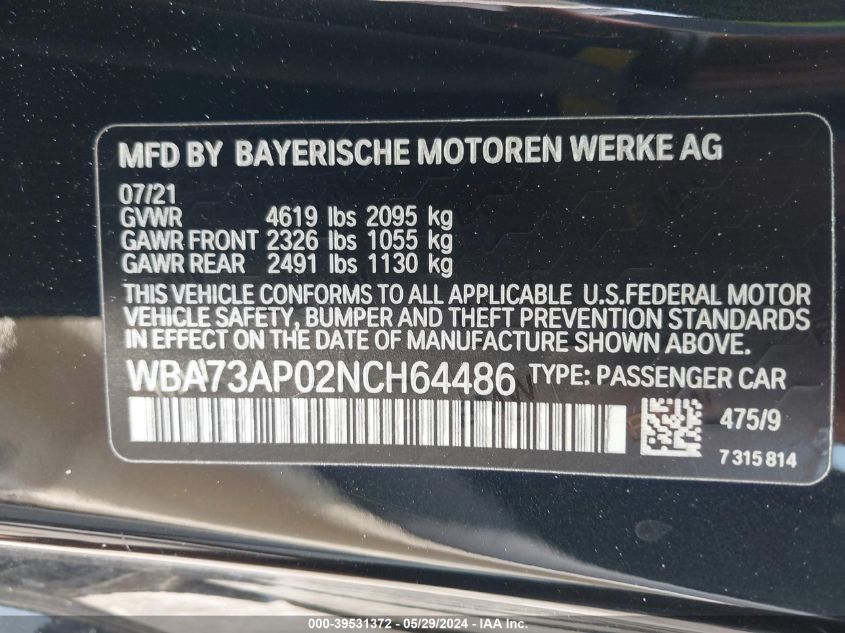 MFD BY BAYERISCHE MOTOREN WERKE AG
07/21
GVWR 4619 lbs 2095 kg
GAWR FRONT 2326 lbs 1055 kg
GAWR REAR 2491 lbs 1130 kg
THIS VEHICLE CONFORMS TO ALL APPLICABLE U.S.FEDERAL MOTOR
VEHICLE SAFETY, BUMPER AND THEFT PREVENTION STANDARDS
IN EFFECT ON THE DATE OF MANUFACTURE SHOWN ABOVE.
WBA73AP02NCH64486 TYPE: PASSENGER CAR
475/9
7315814
000-39531372 - 05/29/2024 - IAA, Inc.